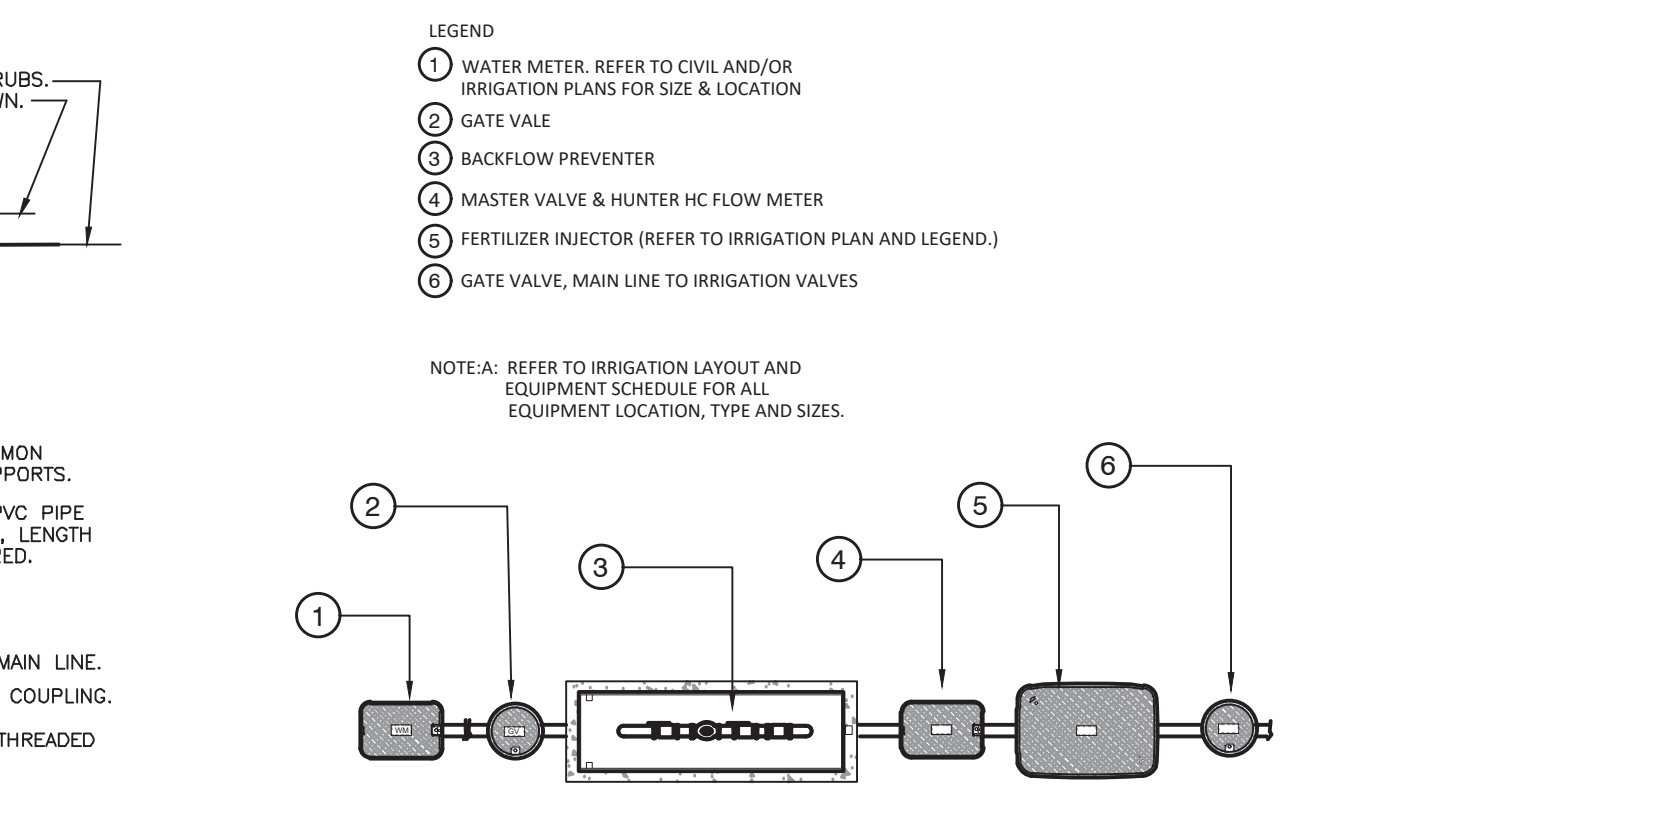 RUBS.
WN.
MON
PPORTS.
PVC PIPE
, LENGTH
RED.
MAIN LINE.
COUPLING.
THREADED
LEGEND
1 WATER METER. REFER TO CIVIL AND/OR
IRRIGATION PLANS FOR SIZE & LOCATION
2 GATE VALE
3 BACKFLOW PREVENTER
4 MASTER VALVE & HUNTER HC FLOW METER
5 FERTILIZER INJECTOR (REFER TO IRRIGATION PLAN AND LEGEND.)
6 GATE VALVE, MAIN LINE TO IRRIGATION VALVES
NOTE:A: REFER TO IRRIGATION LAYOUT AND
EQUIPMENT SCHEDULE FOR ALL
EQUIPMENT LOCATION, TYPE AND SIZES.
6
5
2
4
3
1
WM
GV